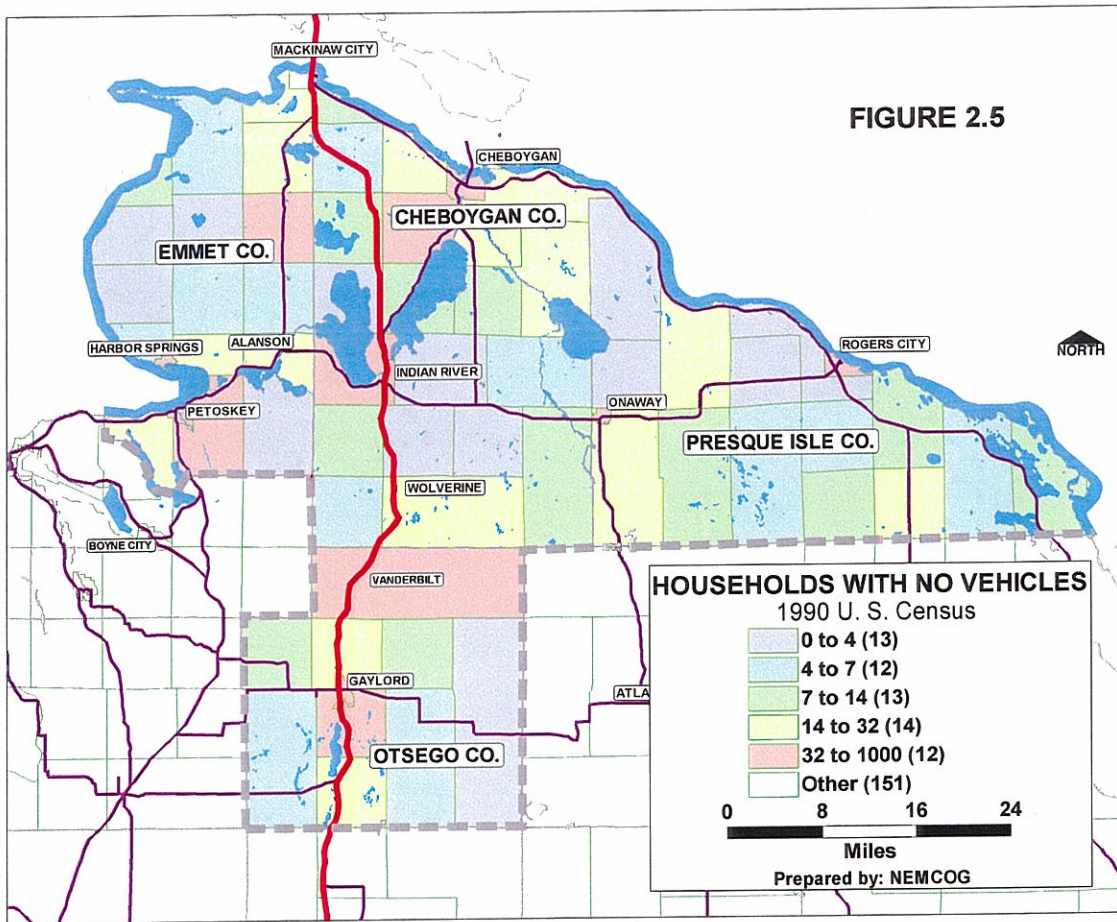 MACKINAW CITY
FIGURE 2.5
CHEBOYGAN
CHEBOYGAN CO.
EMMET CO.
HARBOR SPRINGS
ALANSON
ROGERS CITY
NORTH
INDIAN RIVER
PETOSKEY
ONAWAY
PRESQUE ISLE CO.
WOLVERINE
BOYNE CITY
VANDERBILT
GAYLORD
ATLA
OTSEGO CO.
HOUSEHOLDS WITH NO VEHICLES
1990 U. S. Census
0 to 4 (13)
4 to 7 (12)
7 to 14 (13)
14 to 32 (14)
32 to 1000 (12)
Other (151)
0 8 16 24
Miles
Prepared by: NEMCOG